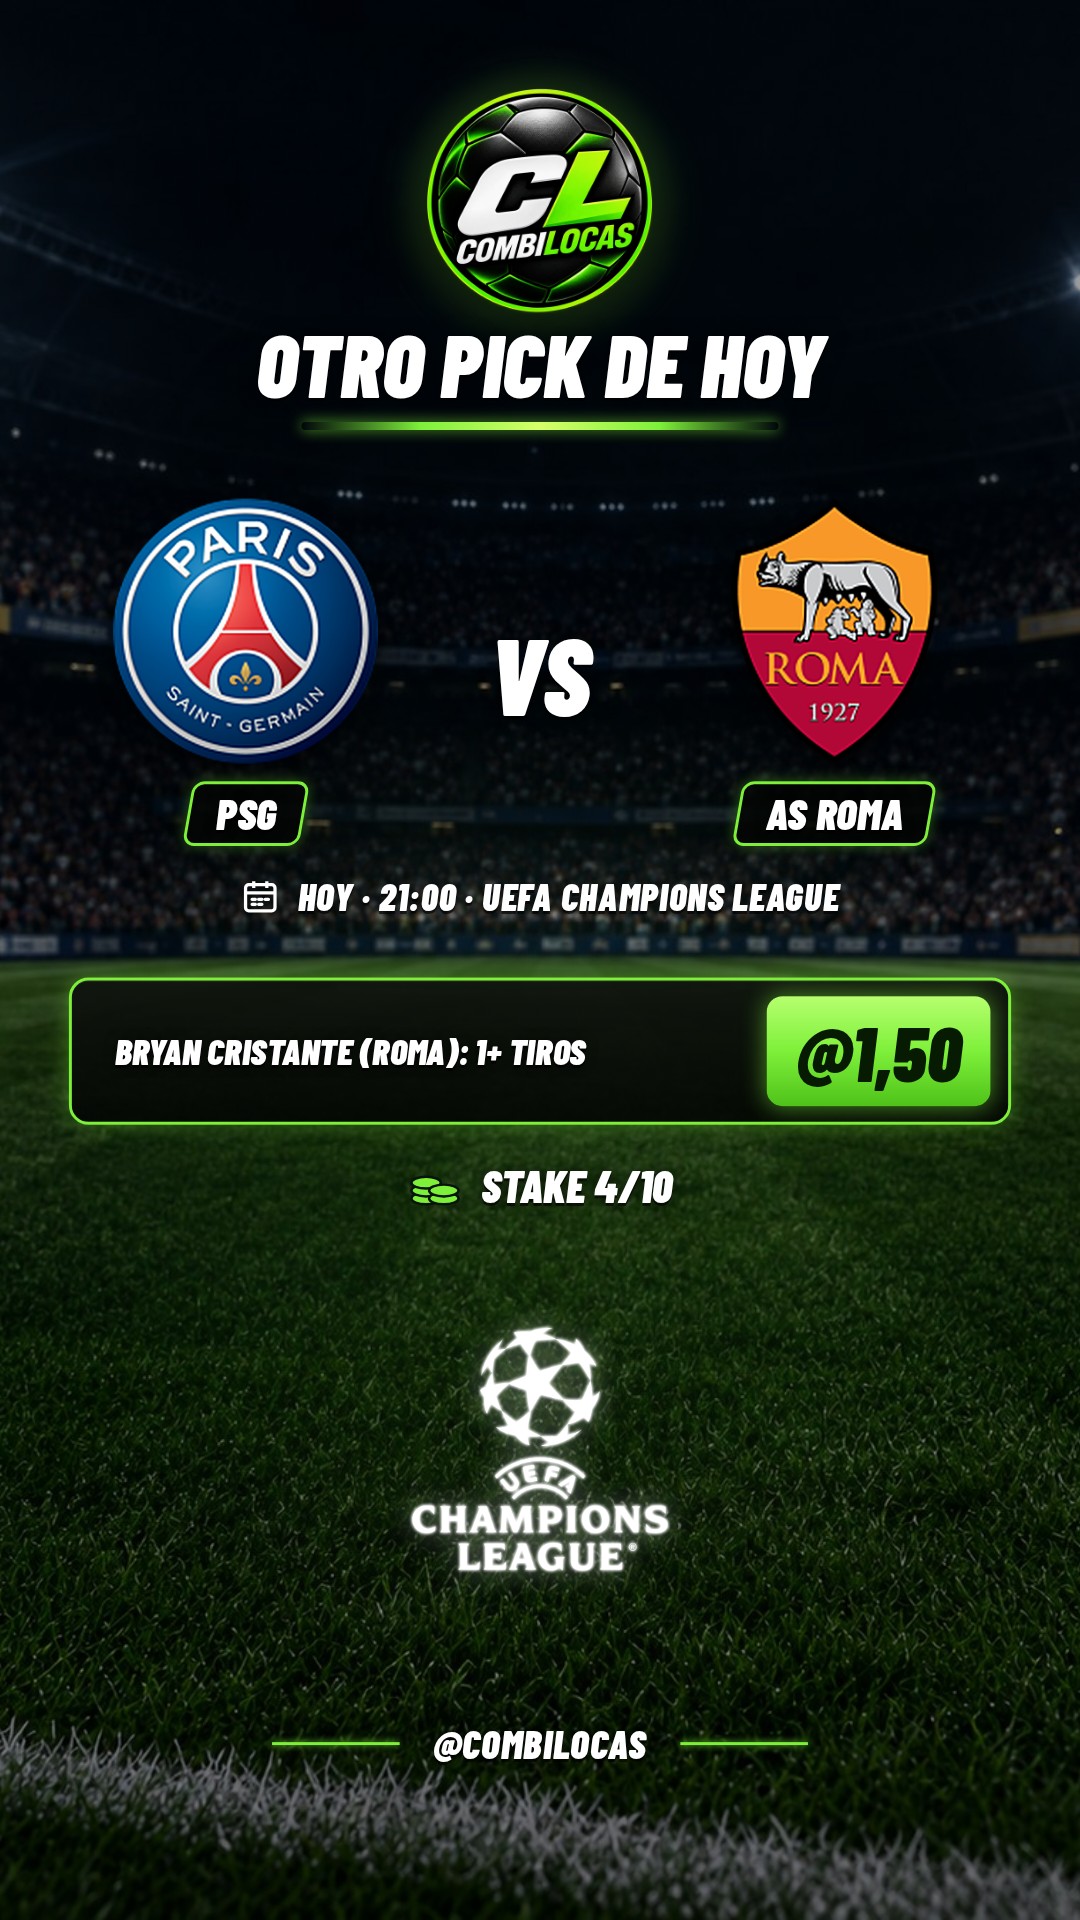 CL
COMBILOCAS
OTRO PICK DE HOY
PARIS
SAINT - GERMAIN
VS
ROMA
1927
PSG
AS ROMA
HOY · 21:00 · UEFA CHAMPIONS LEAGUE
BRYAN CRISTANTE (ROMA): 1+ TIROS
@1,50
STAKE 4/10
UEFA
CHAMPIONS
LEAGUE®
@COMBILOCAS